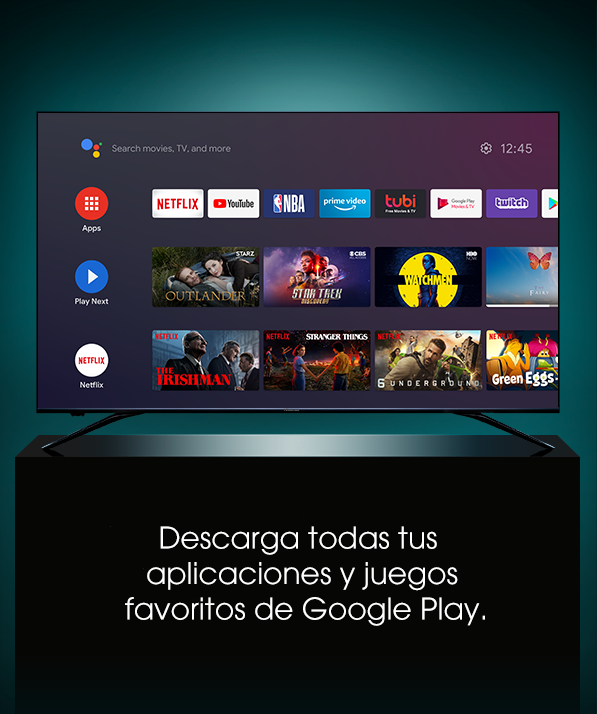 Search movies, TV, and more
12:45
Apps
NETFLIX
YouTube
NBA
prime video
tubi
Free Movies & TV
Google Play
Movies & TV
twitch
Play Next
STARZ
OUTLANDER
CBS
STAR TREK
DISCOVERY
HBO
WATCHMEN
NETFLIX
Netflix
NETFLIX
THE
IRISHMAN
NETFLIX
STRANGER THINGS
NETFLIX
6 UNDERGROUND
NETFLIX
Green Eggs
Descarga todas tus
aplicaciones y juegos
favoritos de Google Play.